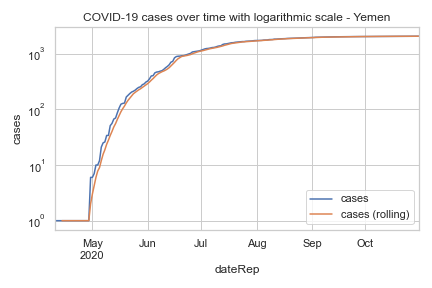 COVID-19 cases over time with logarithmic scale - Yemen
cases
10³
10²
10¹
10⁰
May
2020
Jun
Jul
Aug
Sep
Oct
dateRep
cases
cases (rolling)